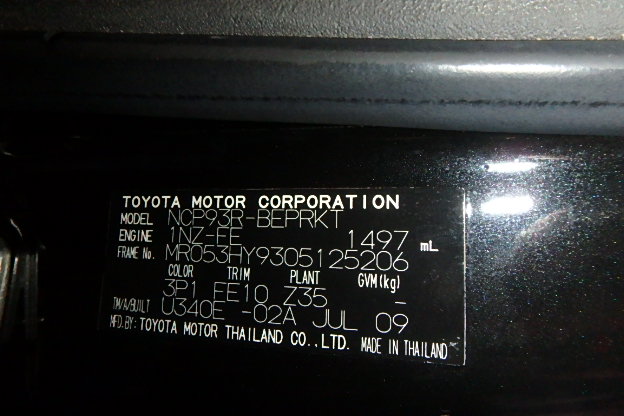 TOYOTA MOTOR CORPORATION
MODEL NCP93R-BEPRKT
ENGINE 1NZ-FE 1497 mL
FRAME No. MR053HY9305125206
COLOR TRIM PLANT GVM(kg)
3P1 FE10 Z35 -
TM/A/BUILT U340E -02A JUL 09
MFD.BY: TOYOTA MOTOR THAILAND CO.,LTD. MADE IN THAILAND